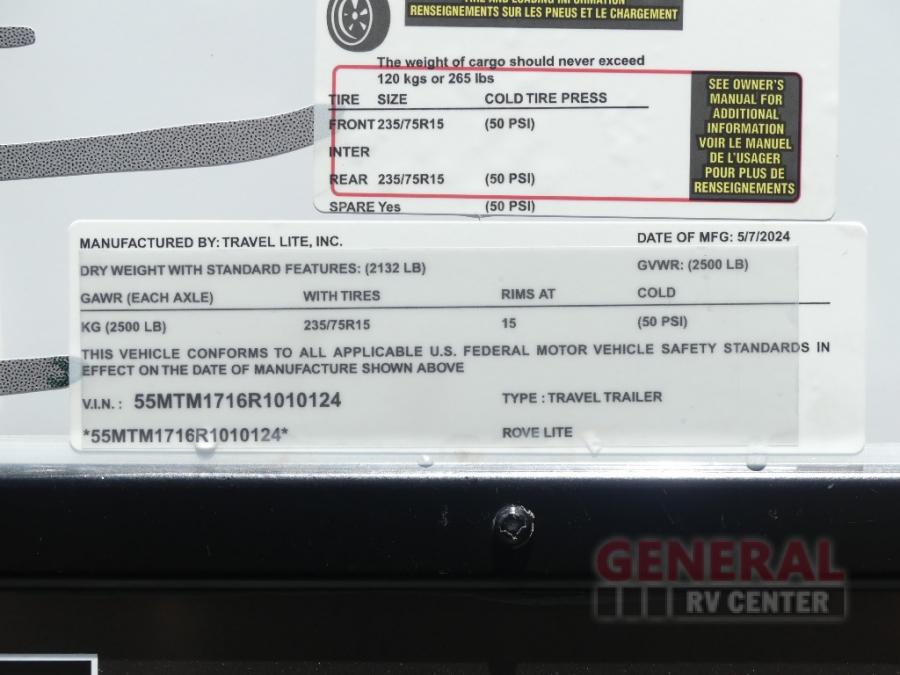 TIRE AND LOADING INFORMATION
RENSEIGNEMENTS SUR LES PNEUS ET LE CHARGEMENT
The weight of cargo should never exceed
120 kgs or 265 lbs
TIRE SIZE COLD TIRE PRESS
FRONT 235/75R15 (50 PSI)
INTER
REAR 235/75R15 (50 PSI)
SPARE Yes (50 PSI)
SEE OWNER'S
MANUAL FOR
ADDITIONAL
INFORMATION
VOIR LE MANUEL
DE L'USAGER
POUR PLUS DE
RENSEIGNEMENTS
MANUFACTURED BY: TRAVEL LITE, INC. DATE OF MFG: 5/7/2024
DRY WEIGHT WITH STANDARD FEATURES: (2132 LB) GVWR: (2500 LB)
GAWR (EACH AXLE) WITH TIRES RIMS AT COLD
KG (2500 LB) 235/75R15 15 (50 PSI)
THIS VEHICLE CONFORMS TO ALL APPLICABLE U.S. FEDERAL MOTOR VEHICLE SAFETY STANDARDS IN
EFFECT ON THE DATE OF MANUFACTURE SHOWN ABOVE
V.I.N. : 55MTM1716R1010124 TYPE : TRAVEL TRAILER
*55MTM1716R1010124* ROVE LITE
GENERAL
RV CENTER